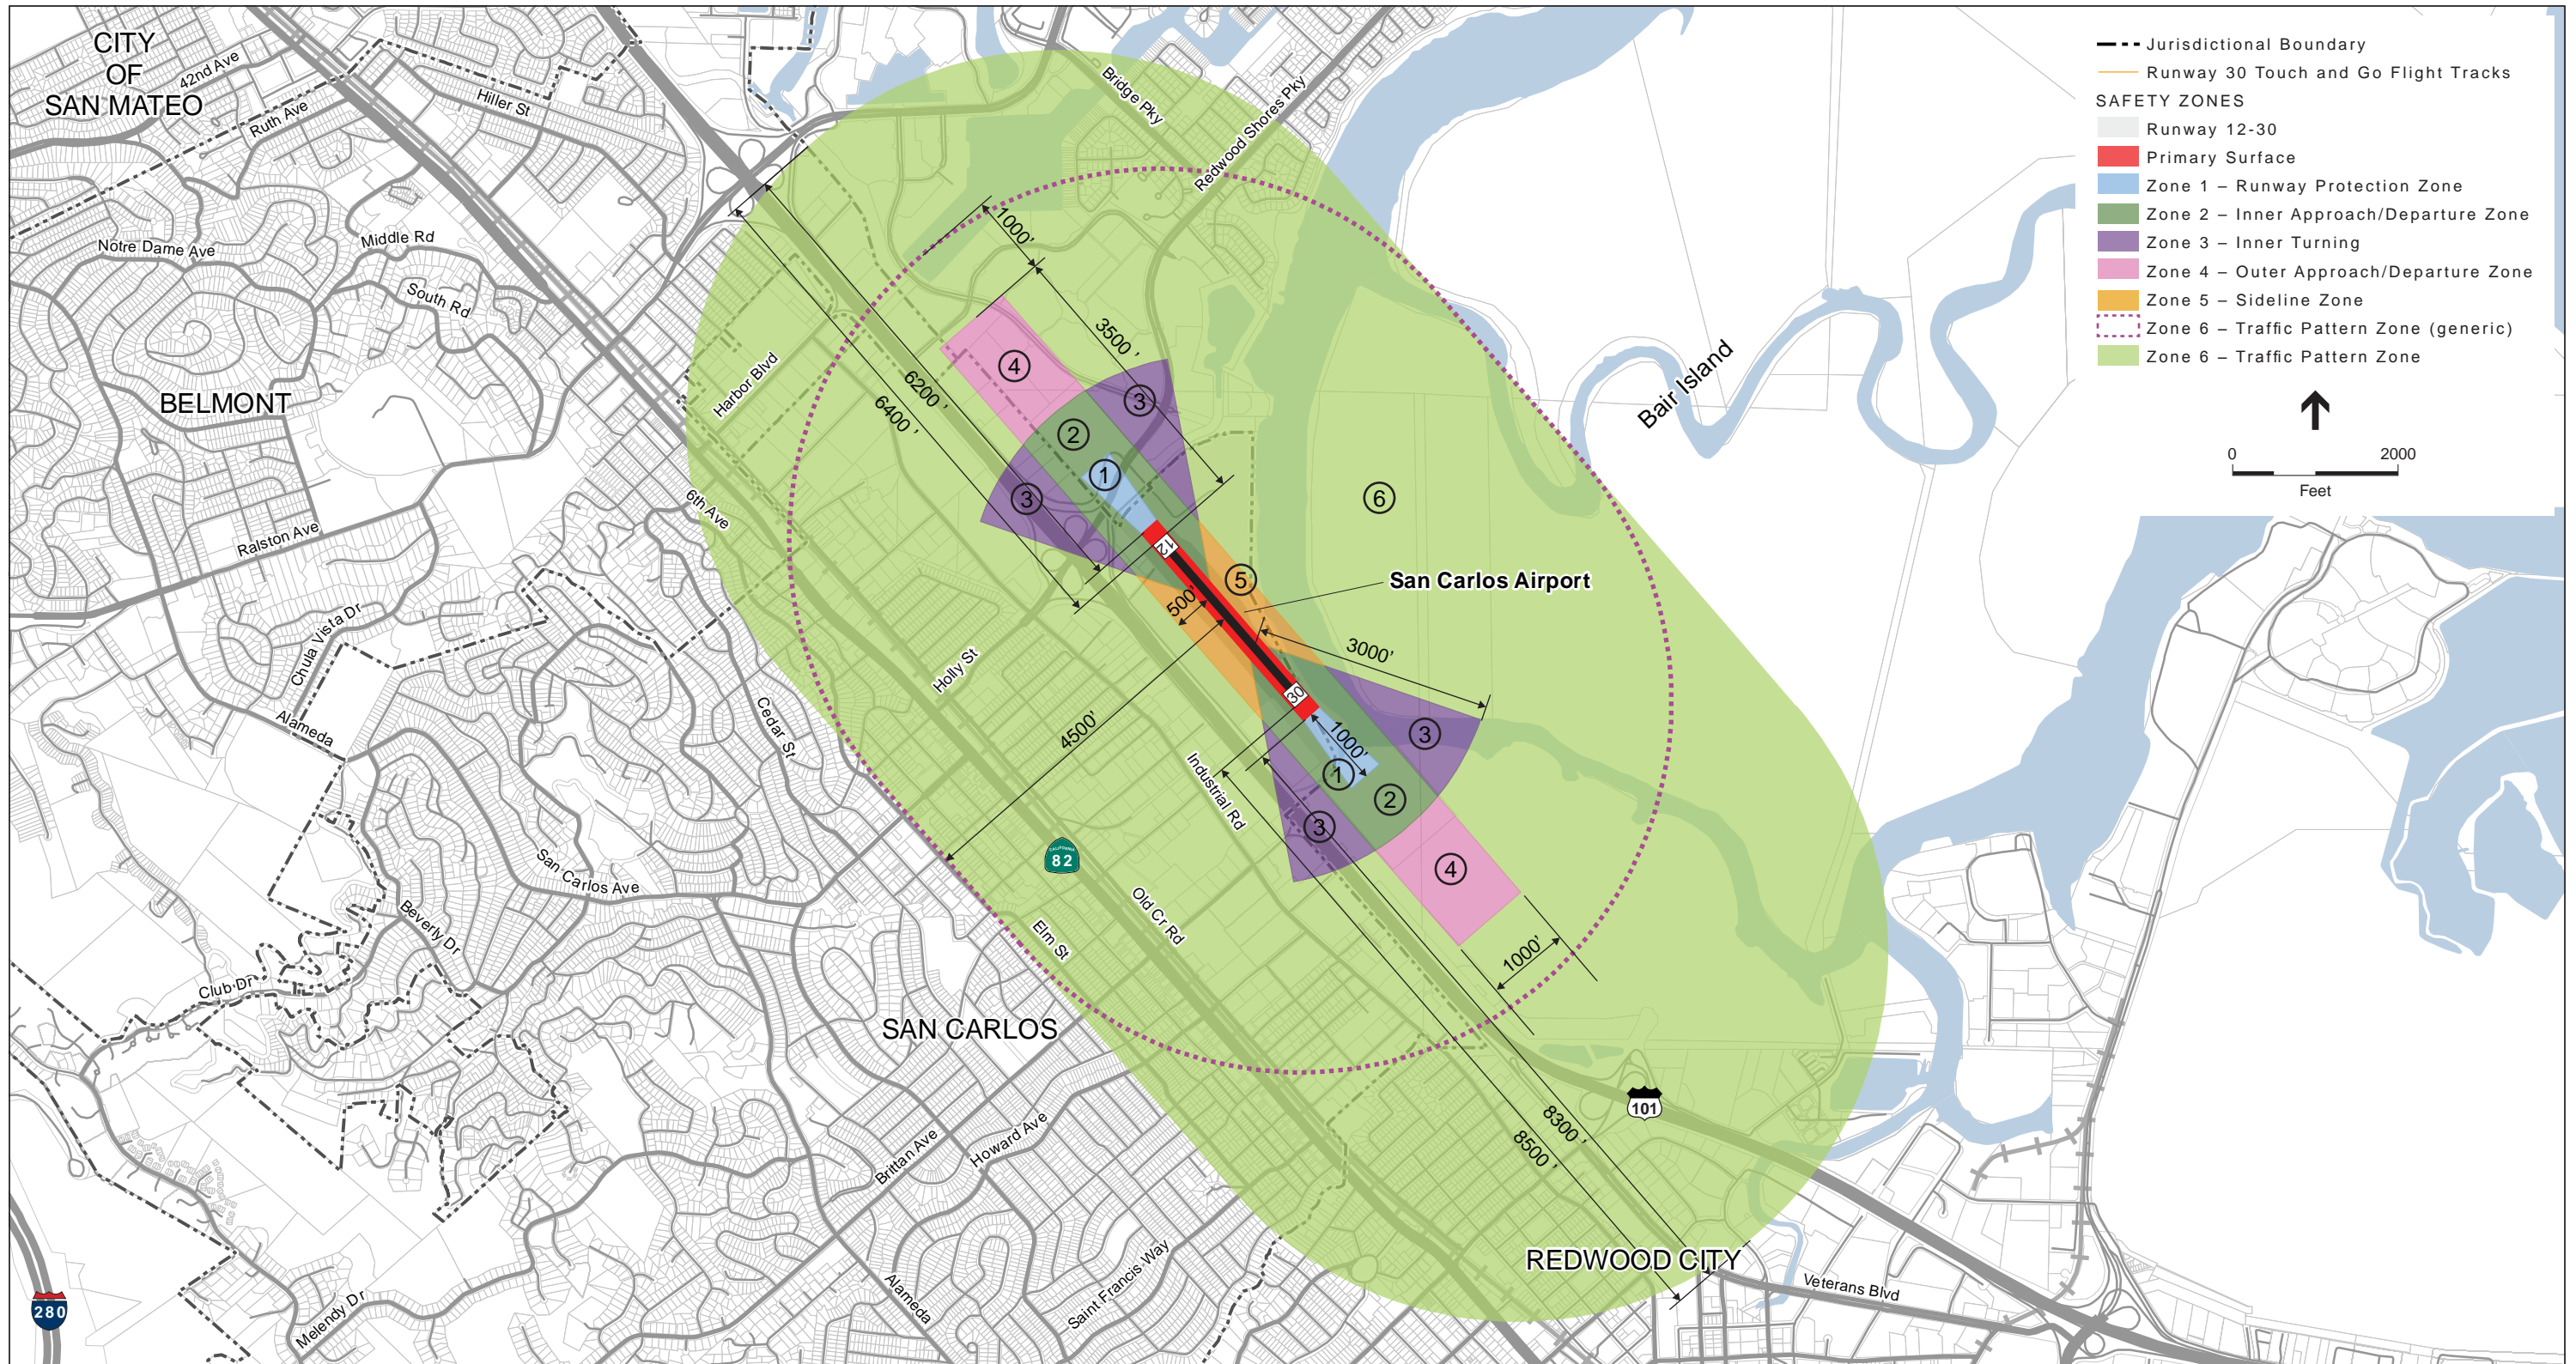 CITY
OF
SAN MATEO
42nd Ave
Ruth Ave
Hiller St
Bridge Pky
Redwood Shores Pky
Jurisdictional Boundary
Runway 30 Touch and Go Flight Tracks
SAFETY ZONES
Runway 12-30
Primary Surface
Zone 1 – Runway Protection Zone
Zone 2 – Inner Approach/Departure Zone
Zone 3 – Inner Turning
Zone 4 – Outer Approach/Departure Zone
Zone 5 – Sideline Zone
Zone 6 – Traffic Pattern Zone (generic)
Zone 6 – Traffic Pattern Zone
0 2000
Feet
Notre Dame Ave
Middle Rd
South Rd
BELMONT
Harbor Blvd
6th Ave
Ralston Ave
Chula Vista Dr
Alameda
Cedar St
Holly St
1000’
3500 ’
6200 ’
6400 ’
4
3
2
1
3
6
5
12
500’
San Carlos Airport
Bair Island
3000’
30
4500’
1000’
3
1
2
3
4
1000’
Industrial Rd
CALIFORNIA
82
Old Cr Rd
Elm St
San Carlos Ave
Beverly Dr
Club Dr
SAN CARLOS
Brittan Ave
Howard Ave
8300 ’
8500 ’
101
REDWOOD CITY
Veterans Blvd
Saint Francis Way
Alameda
Melendy Dr
280